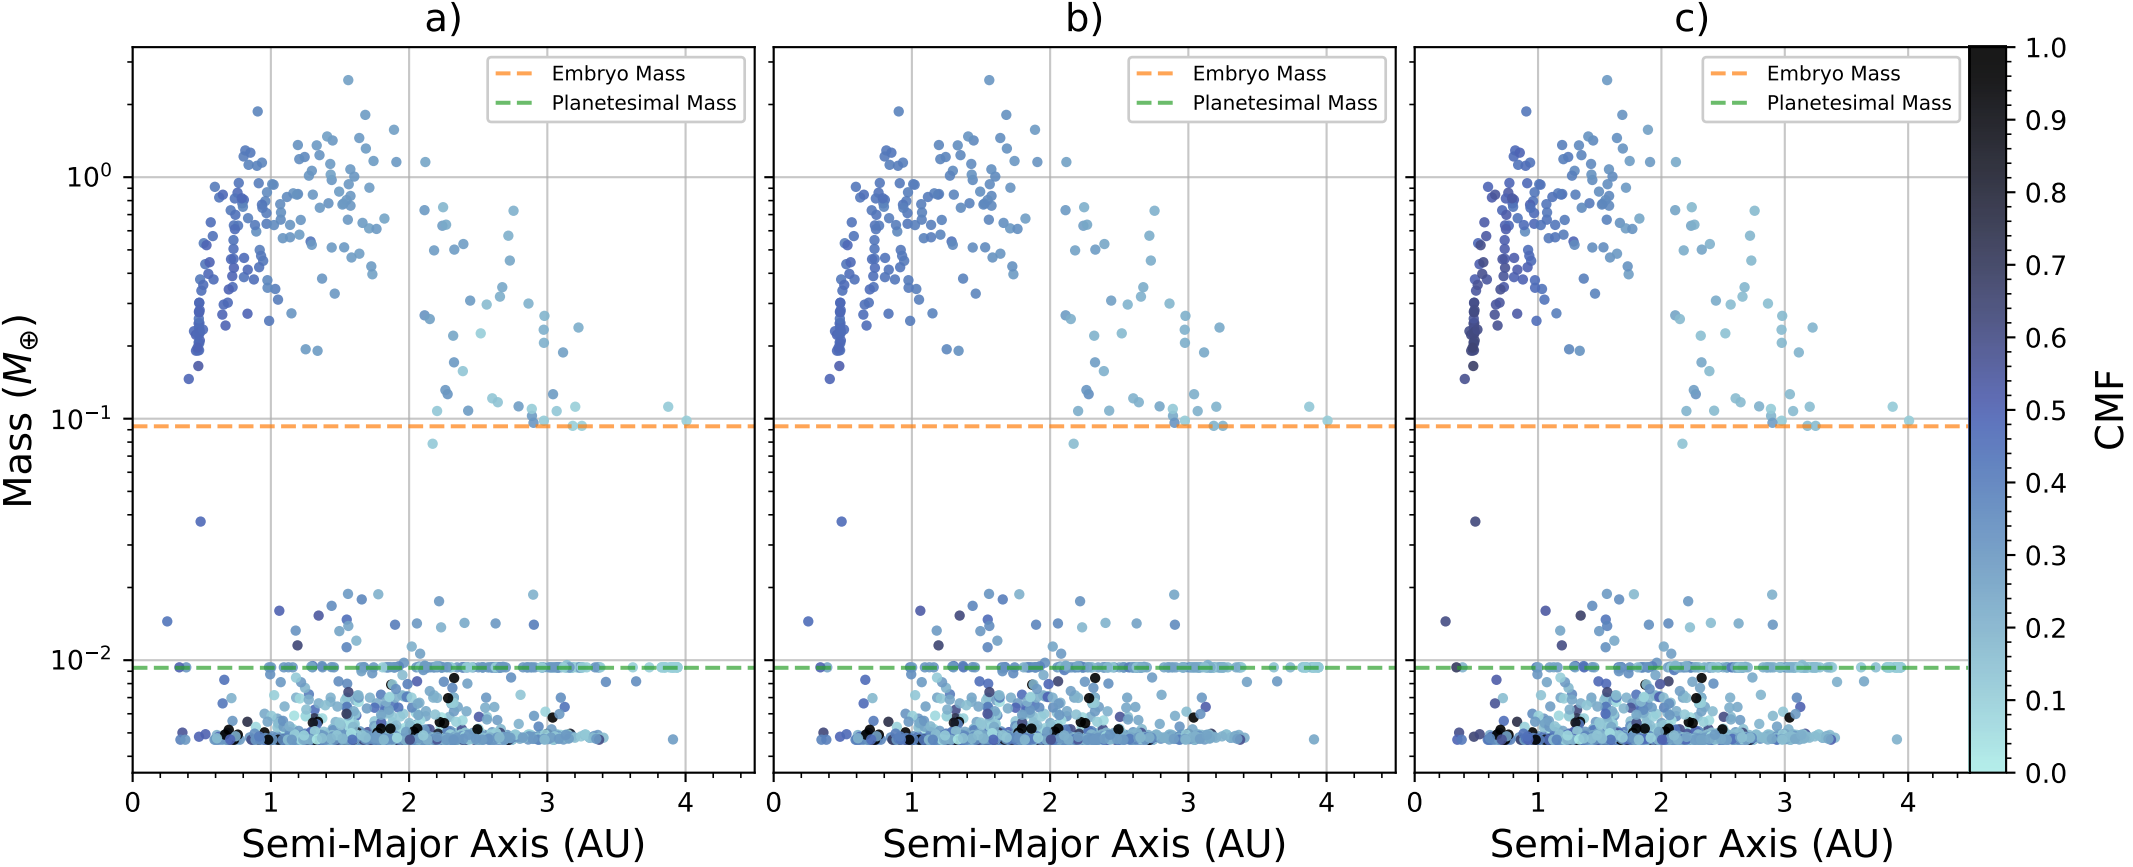 a)
b)
c)
Embryo Mass
Planetesimal Mass
Embryo Mass
Planetesimal Mass
Embryo Mass
Planetesimal Mass
Mass (M⊕)
10⁰
10⁻¹
10⁻²
0 1 2 3 4
0 1 2 3 4
0 1 2 3 4
Semi-Major Axis (AU)
Semi-Major Axis (AU)
Semi-Major Axis (AU)
1.0
0.9
0.8
0.7
0.6
0.5
0.4
0.3
0.2
0.1
0.0
CMF